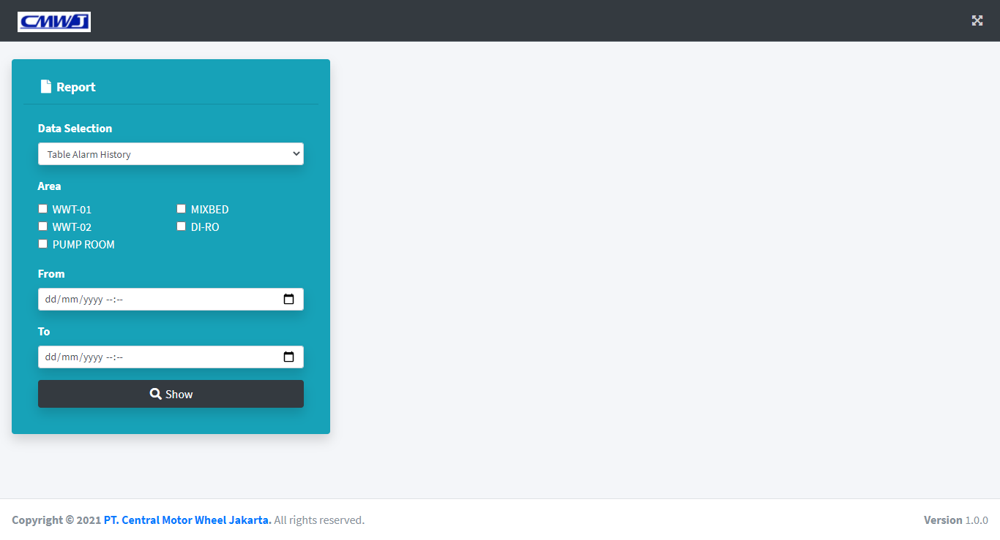 CMWJ
Report
Data Selection
Table Alarm History
Area
WWT-01
MIXBED
WWT-02
DI-RO
PUMP ROOM
From
dd/mm/yyyy --:--
To
dd/mm/yyyy --:--
Show
Copyright © 2021 PT. Central Motor Wheel Jakarta. All rights reserved.
Version 1.0.0